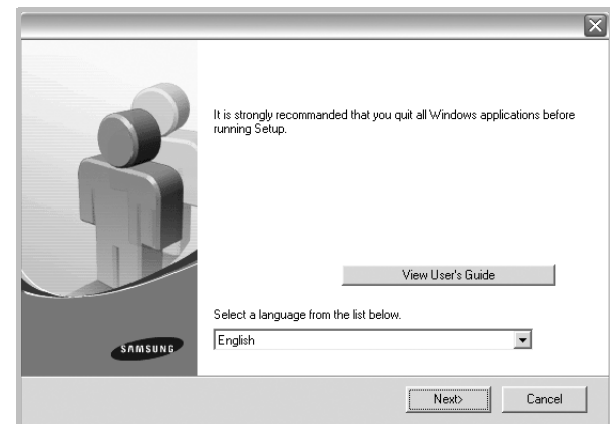 It is strongly recommanded that you quit all Windows applications before
running Setup.
View User's Guide
Select a language from the list below.
English
SAMSUNG
Next>
Cancel